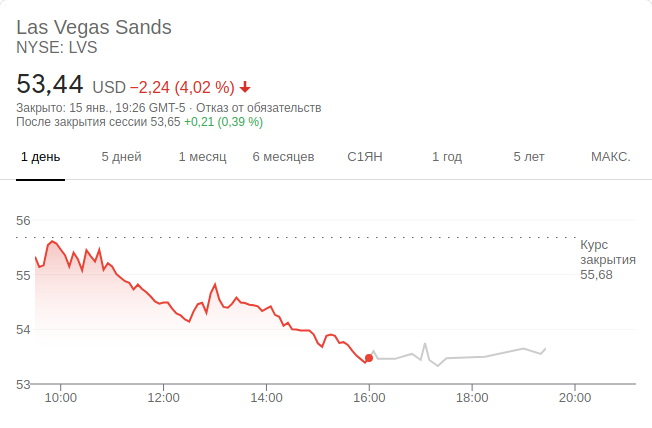 Las Vegas Sands
NYSE: LVS
53,44 USD −2,24 (4,02 %)
Закрыто: 15 янв., 19:26 GMT-5 · Отказ от обязательств
После закрытия сессии 53,65 +0,21 (0,39 %)
1 день 5 дней 1 месяц 6 месяцев С1ЯН 1 год 5 лет МАКС.
56
Курс
закрытия
55,68
55
54
53
10:00 12:00 14:00 16:00 18:00 20:00